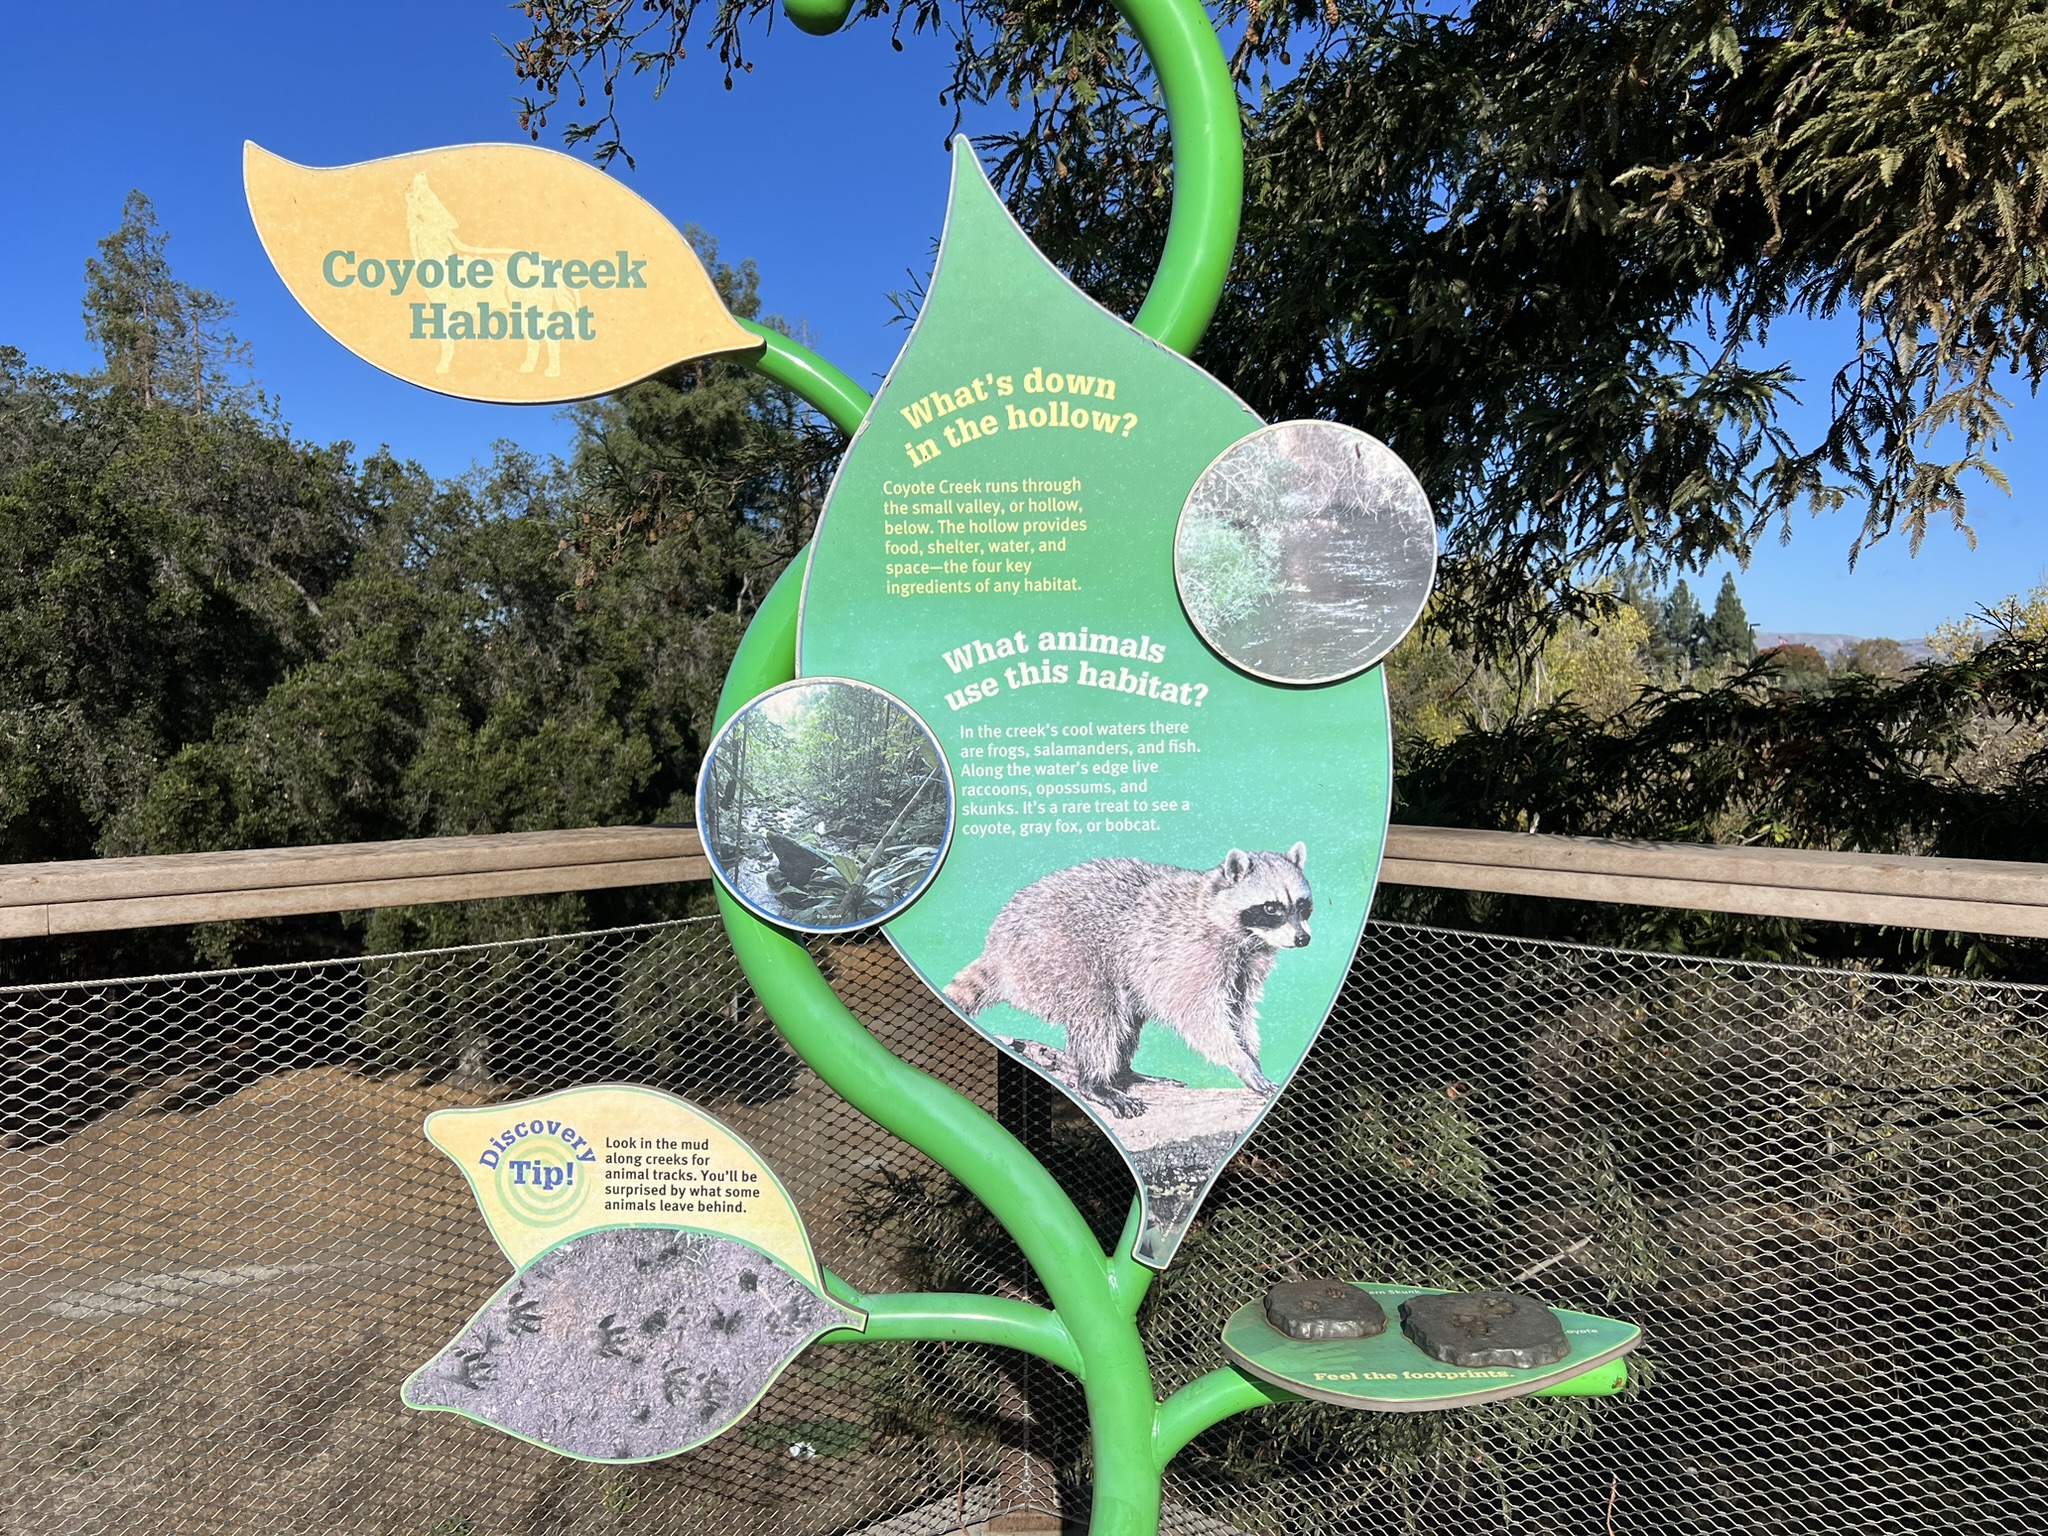 Coyote Creek
Habitat
What's down
in the hollow?
Coyote Creek runs through
the small valley, or hollow,
below. The hollow provides
food, shelter, water, and
space—the four key
ingredients of any habitat.
What animals
use this habitat?
In the creek's cool waters there
are frogs, salamanders, and fish.
Along the water's edge live
raccoons, opossums, and
skunks. It's a rare treat to see a
coyote, gray fox, or bobcat.
Discovery
Tip!
Look in the mud
along creeks for
animal tracks. You'll be
surprised by what some
animals leave behind.
Skunk
Feel the footprints.